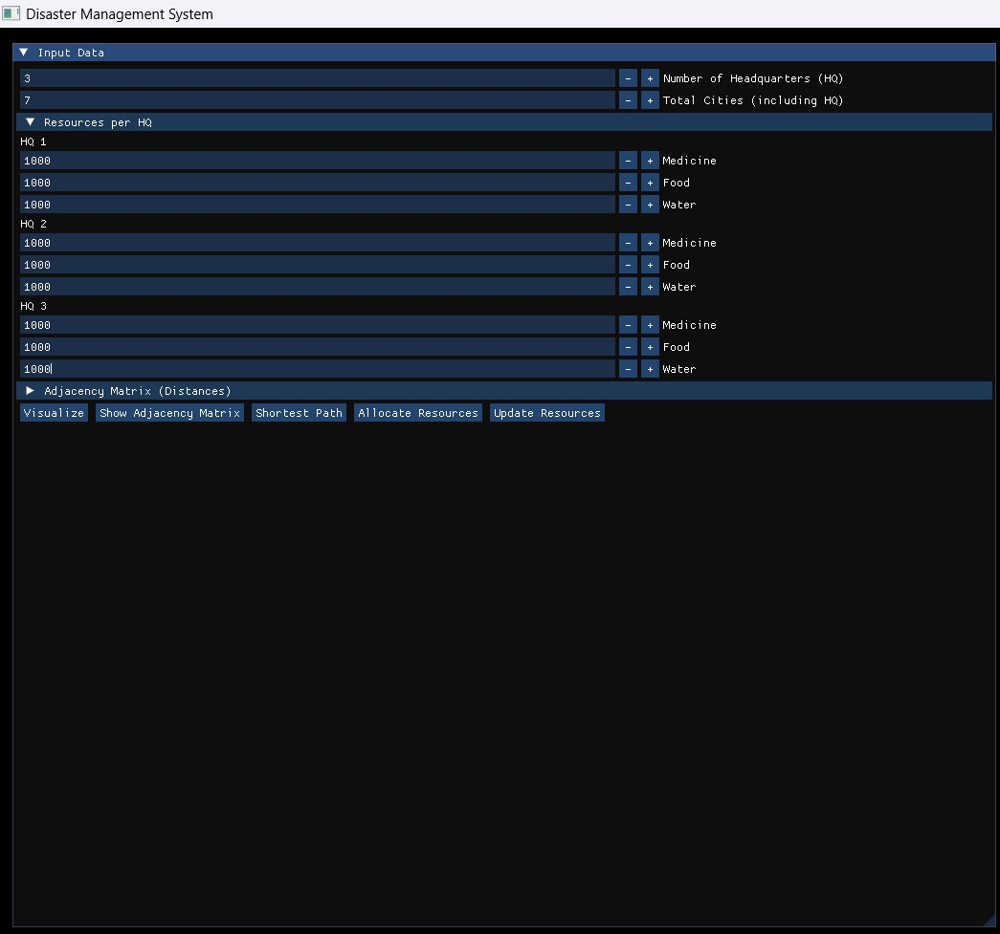 Disaster Management System
Input Data
3 - + Number of Headquarters (HQ)
7 - + Total Cities (including HQ)
Resources per HQ
HQ 1
1000 - + Medicine
1000 - + Food
1000 - + Water
HQ 2
1000 - + Medicine
1000 - + Food
1000 - + Water
HQ 3
1000 - + Medicine
1000 - + Food
1000 - + Water
Adjacency Matrix (Distances)
Visualize Show Adjacency Matrix Shortest Path Allocate Resources Update Resources